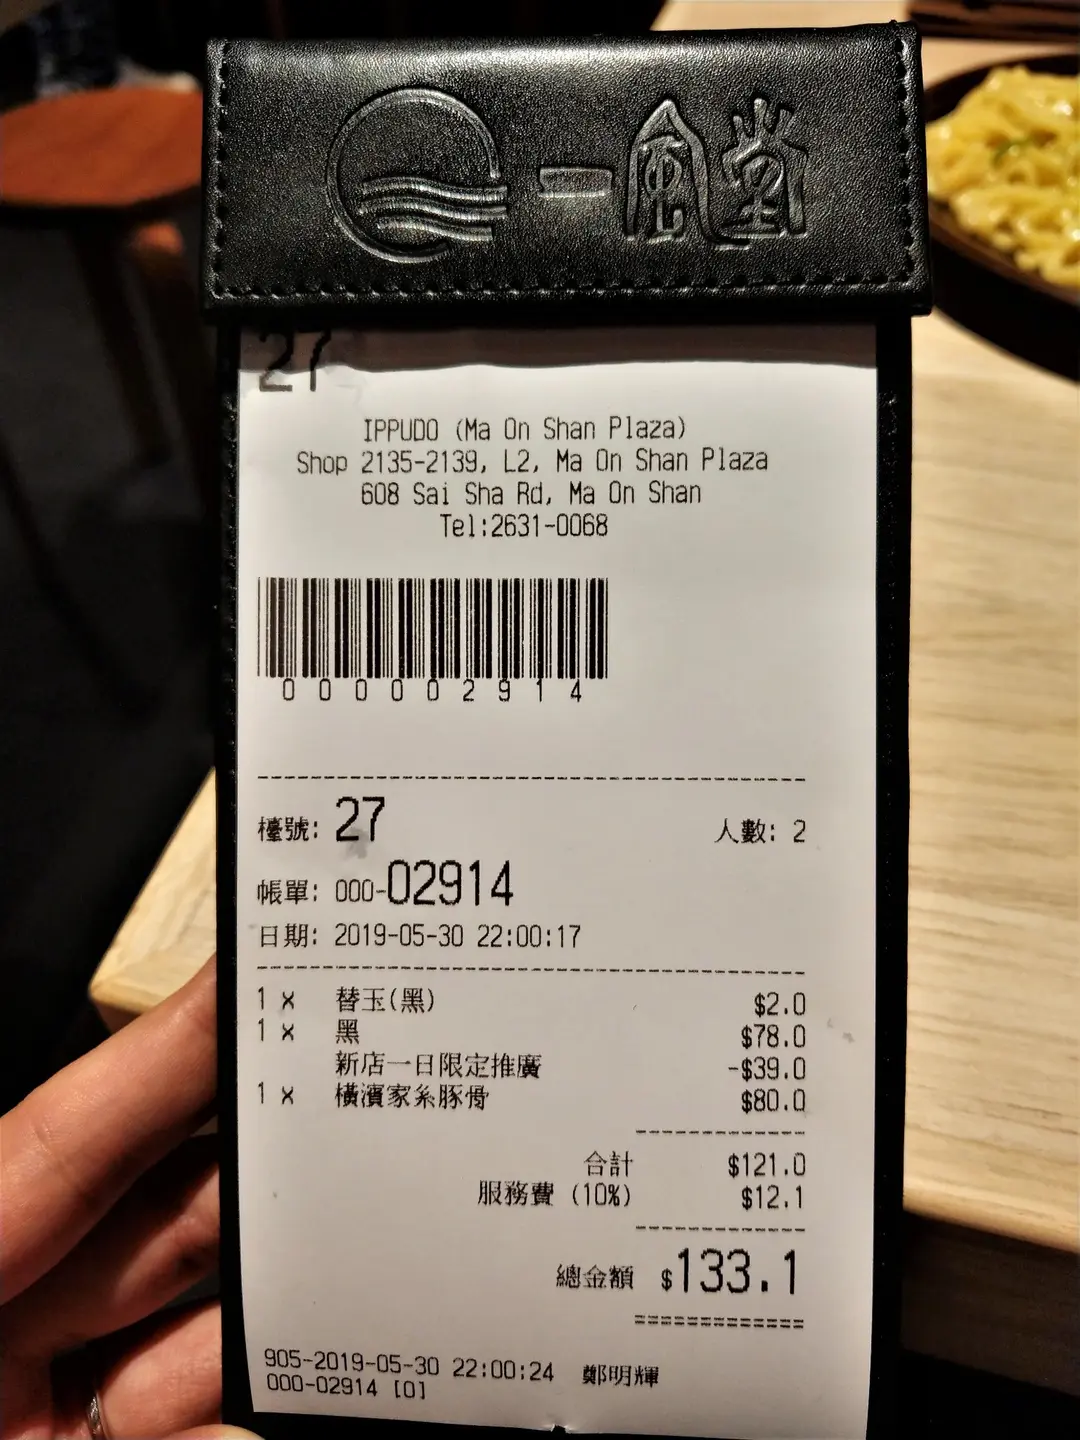 一風堂
27
IPPUDO (Ma On Shan Plaza)
Shop 2135-2139, L2, Ma On Shan Plaza
608 Sai Sha Rd, Ma On Shan
Tel:2631-0068
000002914
檯號: 27 人數: 2
帳單: 000-02914
日期: 2019-05-30 22:00:17
1 x 替玉(黑) $2.0
1 x 黑 $78.0
新店一日限定推廣 -$39.0
1 x 橫濱家系豚骨 $80.0
合計 $121.0
服務費 (10%) $12.1
總金額 $133.1
905-2019-05-30 22:00:24 鄭明輝
000-02914 [0]